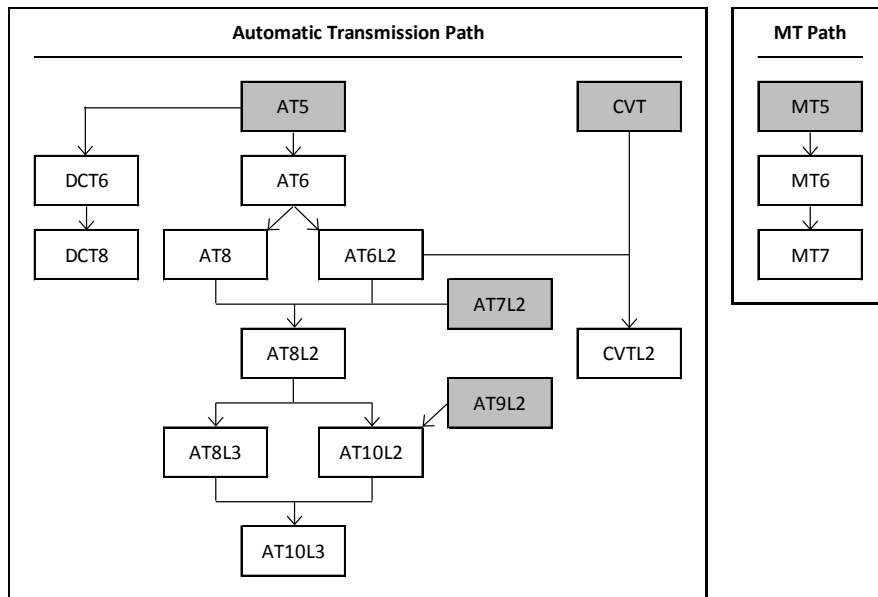 Automatic Transmission Path
MT Path
AT5
CVT
MT5
DCT6
AT6
MT6
DCT8
AT8
AT6L2
MT7
AT7L2
AT8L2
CVTL2
AT9L2
AT8L3
AT10L2
AT10L3